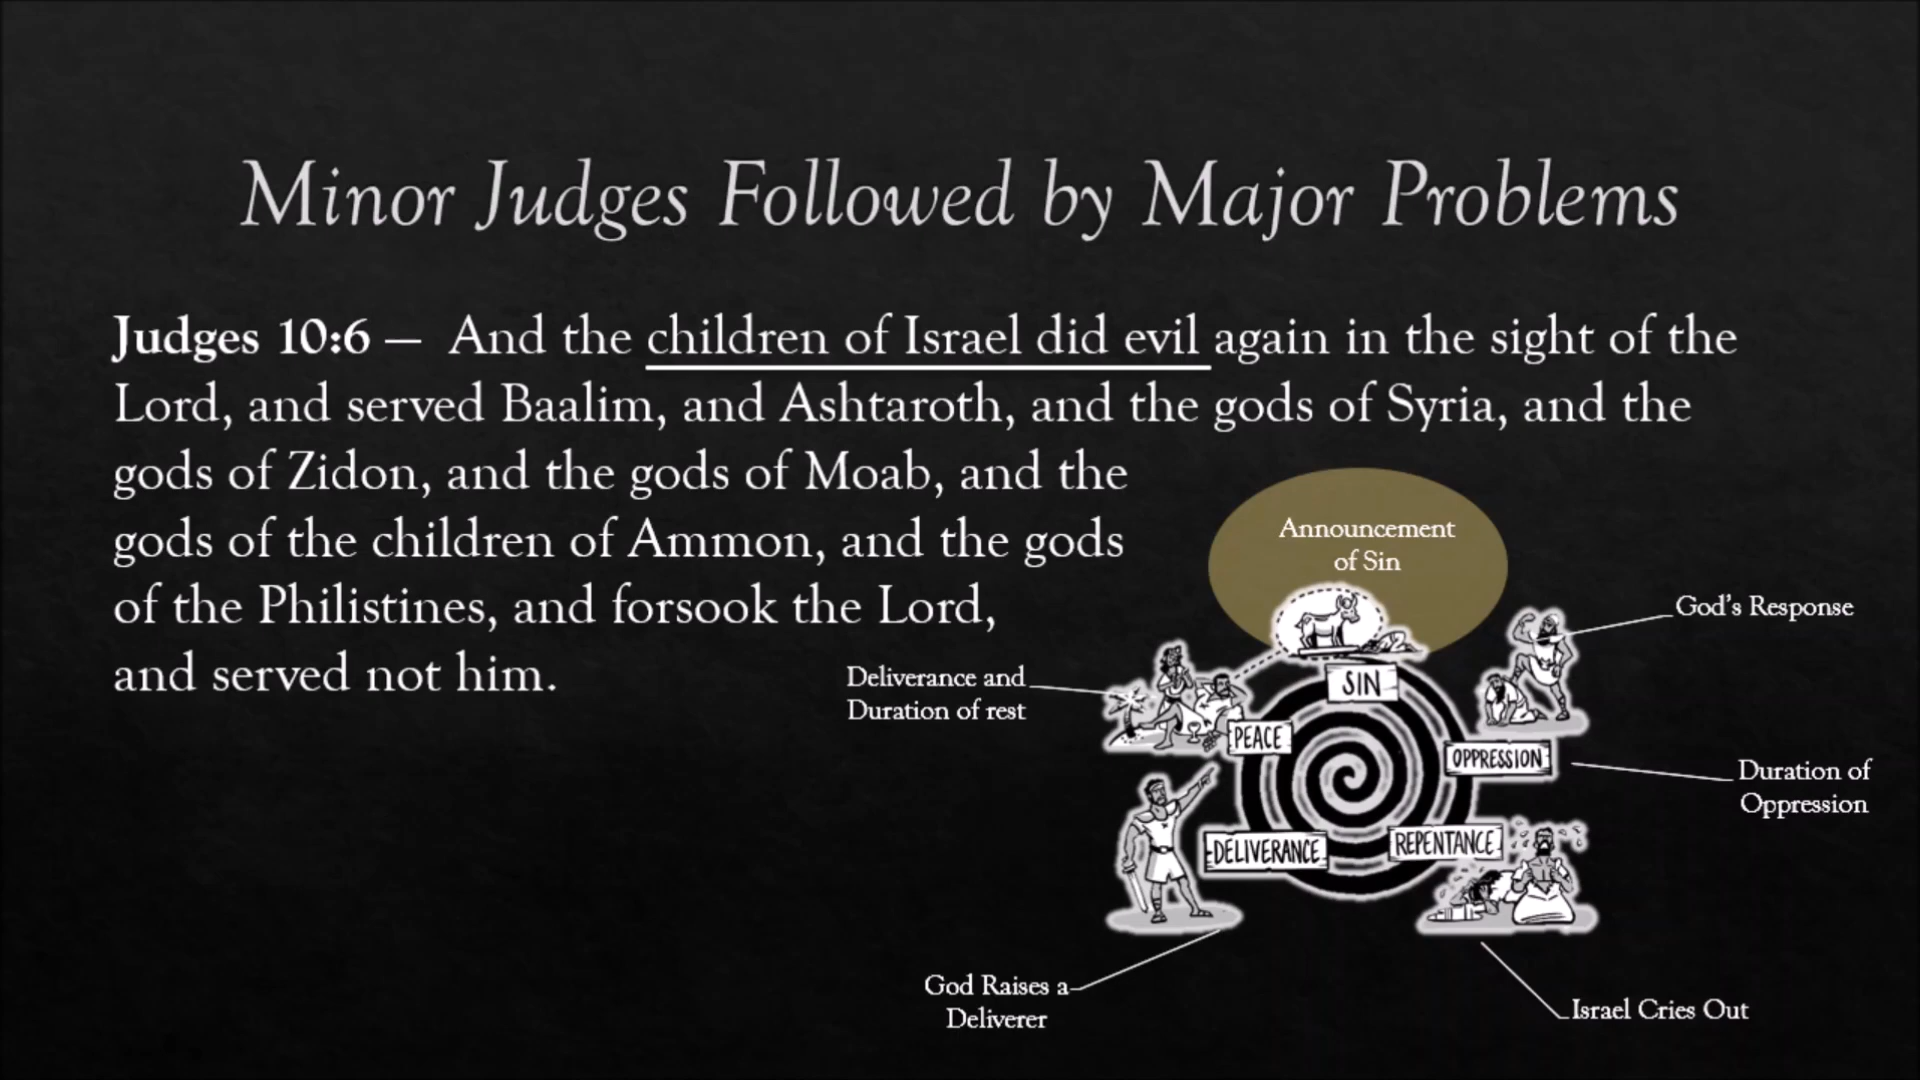 Minor Judges Followed by Major Problems
Judges 10:6 — And the children of Israel did evil again in the sight of the
Lord, and served Baalim, and Ashtaroth, and the gods of Syria, and the
gods of Zidon, and the gods of Moab, and the
gods of the children of Ammon, and the gods
of the Philistines, and forsook the Lord,
and served not him.
Announcement
of Sin
God's Response
Deliverance and
Duration of rest
SIN
PEACE
OPPRESSION
Duration of
Oppression
DELIVERANCE
REPENTANCE
God Raises a
Deliverer
Israel Cries Out